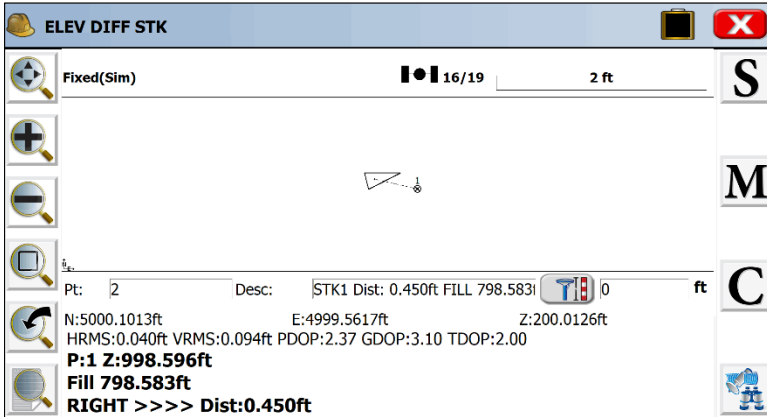 ELEV DIFF STK
Fixed(Sim) 16/19 2 ft
S
M
1
Pt: 2 Desc: STK1 Dist: 0.450ft FILL 798.583 0 ft
C
N:5000.1013ft E:4999.5617ft Z:200.0126ft
HRMS:0.040ft VRMS:0.094ft PDOP:2.37 GDOP:3.10 TDOP:2.00
P:1 Z:998.596ft
Fill 798.583ft
RIGHT >>>> Dist:0.450ft